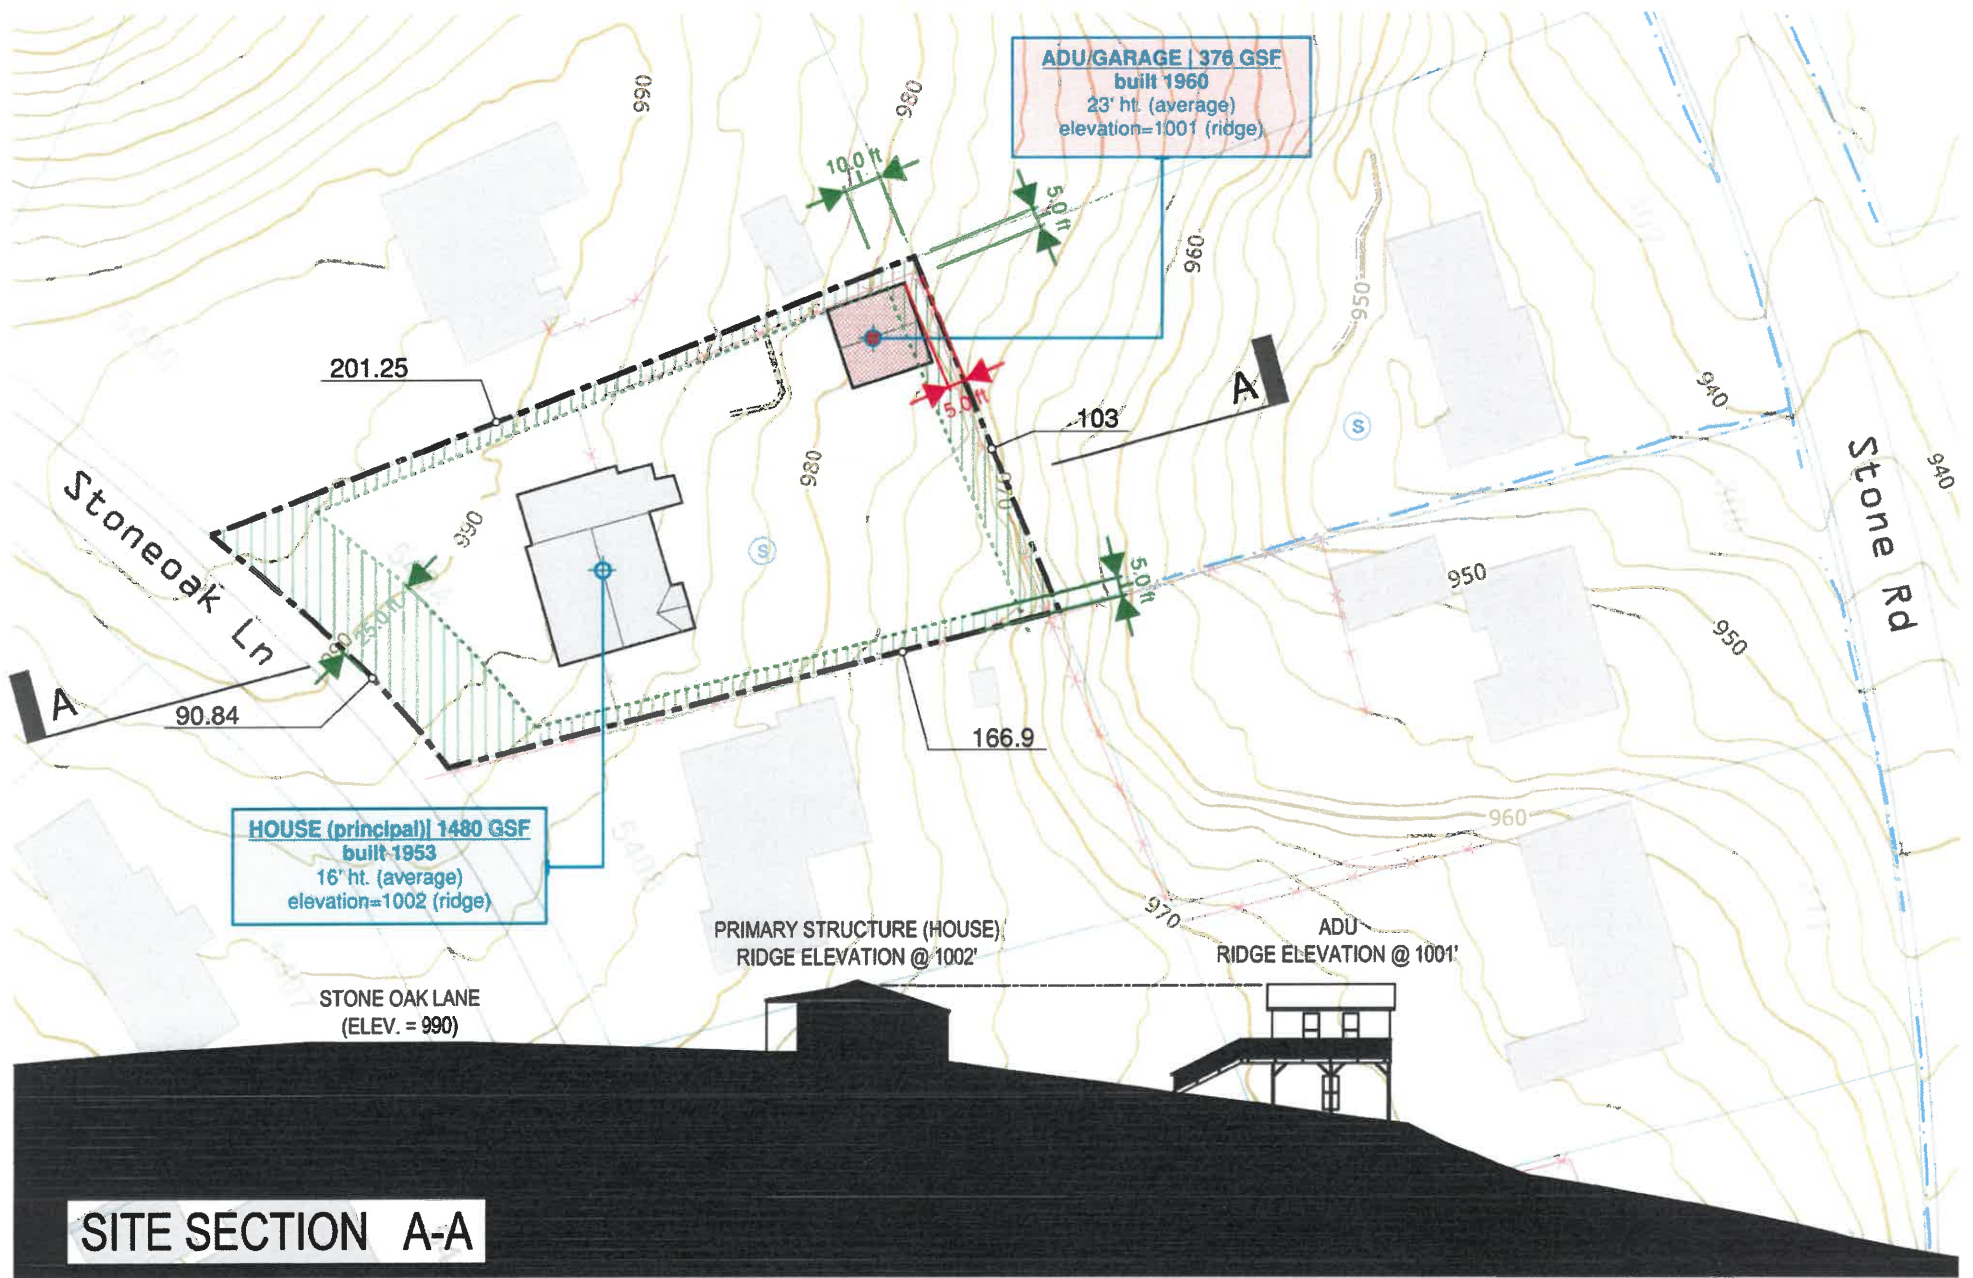 ADU/GARAGE | 376 GSF
built 1960
23' ht. (average)
elevation=1001 (ridge)
990
980
10.0 ft
5.0 ft
960
950
201.25
A
5.0 ft
103
940
S
Stone Rd
940
980
970
990
Stoneoak Ln
S
5.0 ft
950
950
25.0 ft
990
A
90.84
166.9
HOUSE (principal)| 1480 GSF
built 1953
16' ht. (average)
elevation=1002 (ridge)
960
970
PRIMARY STRUCTURE (HOUSE)
RIDGE ELEVATION @ 1002'
ADU
RIDGE ELEVATION @ 1001'
STONE OAK LANE
(ELEV. = 990)
SITE SECTION A-A